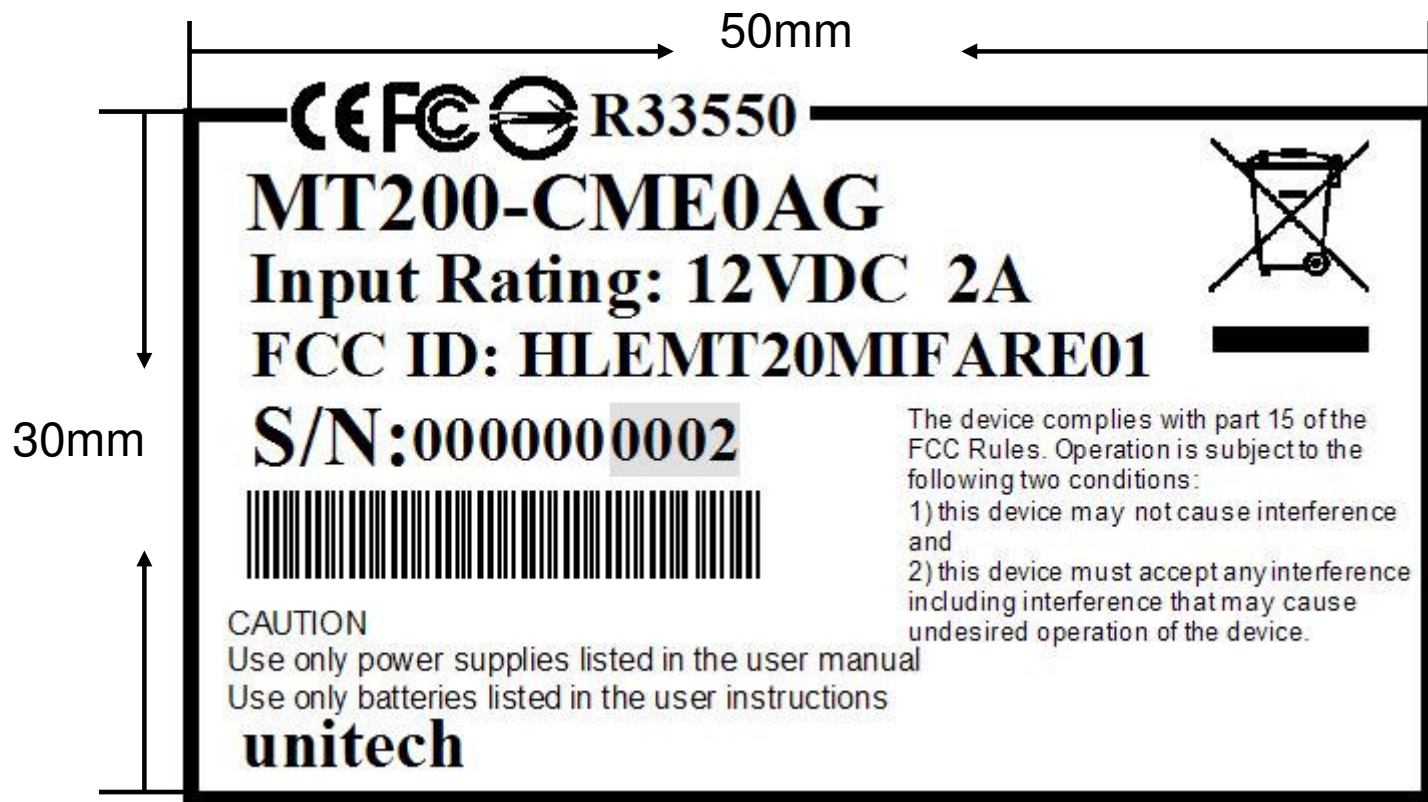 50mm
CE FC R33550
MT200-CME0AG
Input Rating: 12VDC 2A
FCC ID: HLEMT20MIFARE01
30mm
S/N:00000000002
The device complies with part 15 of the
FCC Rules. Operation is subject to the
following two conditions:
1) this device may not cause interference
and
2) this device must accept any interference
including interference that may cause
undesired operation of the device.
CAUTION
Use only power supplies listed in the user manual
Use only batteries listed in the user instructions
unitech